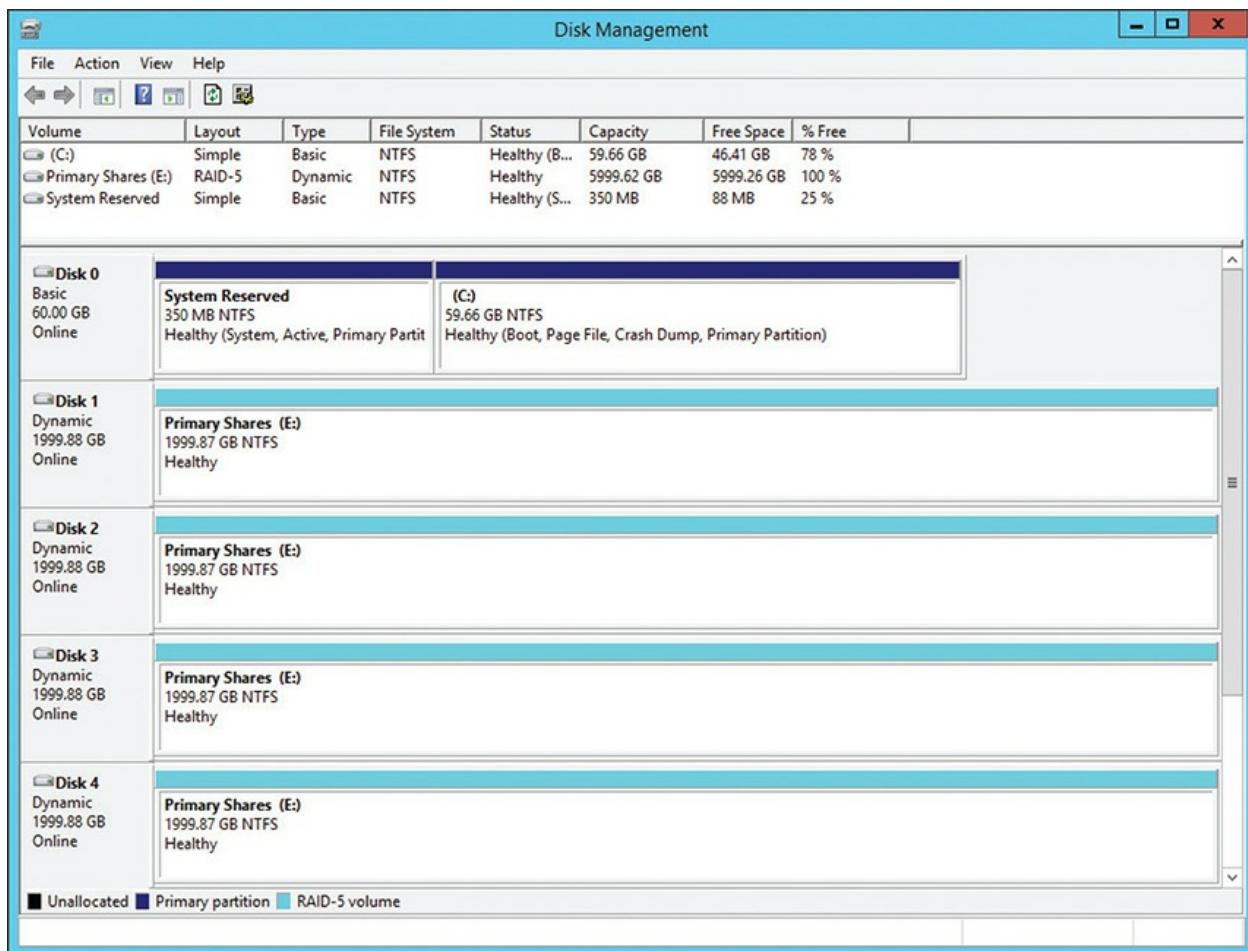 Disk Management
File Action View Help
Volume Layout Type File System Status Capacity Free Space % Free
(C:) Simple Basic NTFS Healthy (B... 59.66 GB 46.41 GB 78 %
Primary Shares (E:) RAID-5 Dynamic NTFS Healthy 5999.62 GB 5999.26 GB 100 %
System Reserved Simple Basic NTFS Healthy (S... 350 MB 88 MB 25 %
Disk 0
Basic
60.00 GB
Online
System Reserved
350 MB NTFS
Healthy (System, Active, Primary Partit
(C:)
59.66 GB NTFS
Healthy (Boot, Page File, Crash Dump, Primary Partition)
Disk 1
Dynamic
1999.88 GB
Online
Primary Shares (E:)
1999.87 GB NTFS
Healthy
Disk 2
Dynamic
1999.88 GB
Online
Primary Shares (E:)
1999.87 GB NTFS
Healthy
Disk 3
Dynamic
1999.88 GB
Online
Primary Shares (E:)
1999.87 GB NTFS
Healthy
Disk 4
Dynamic
1999.88 GB
Online
Primary Shares (E:)
1999.87 GB NTFS
Healthy
Unallocated Primary partition RAID-5 volume